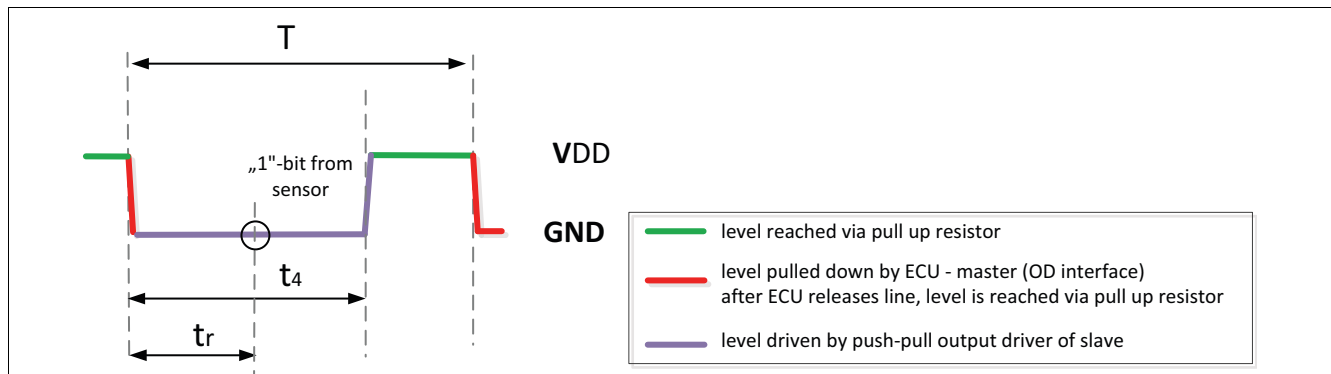 T
„1"-bit from
sensor
VDD
GND
t4
tr
level reached via pull up resistor
level pulled down by ECU - master (OD interface)
after ECU releases line, level is reached via pull up resistor
level driven by push-pull output driver of slave